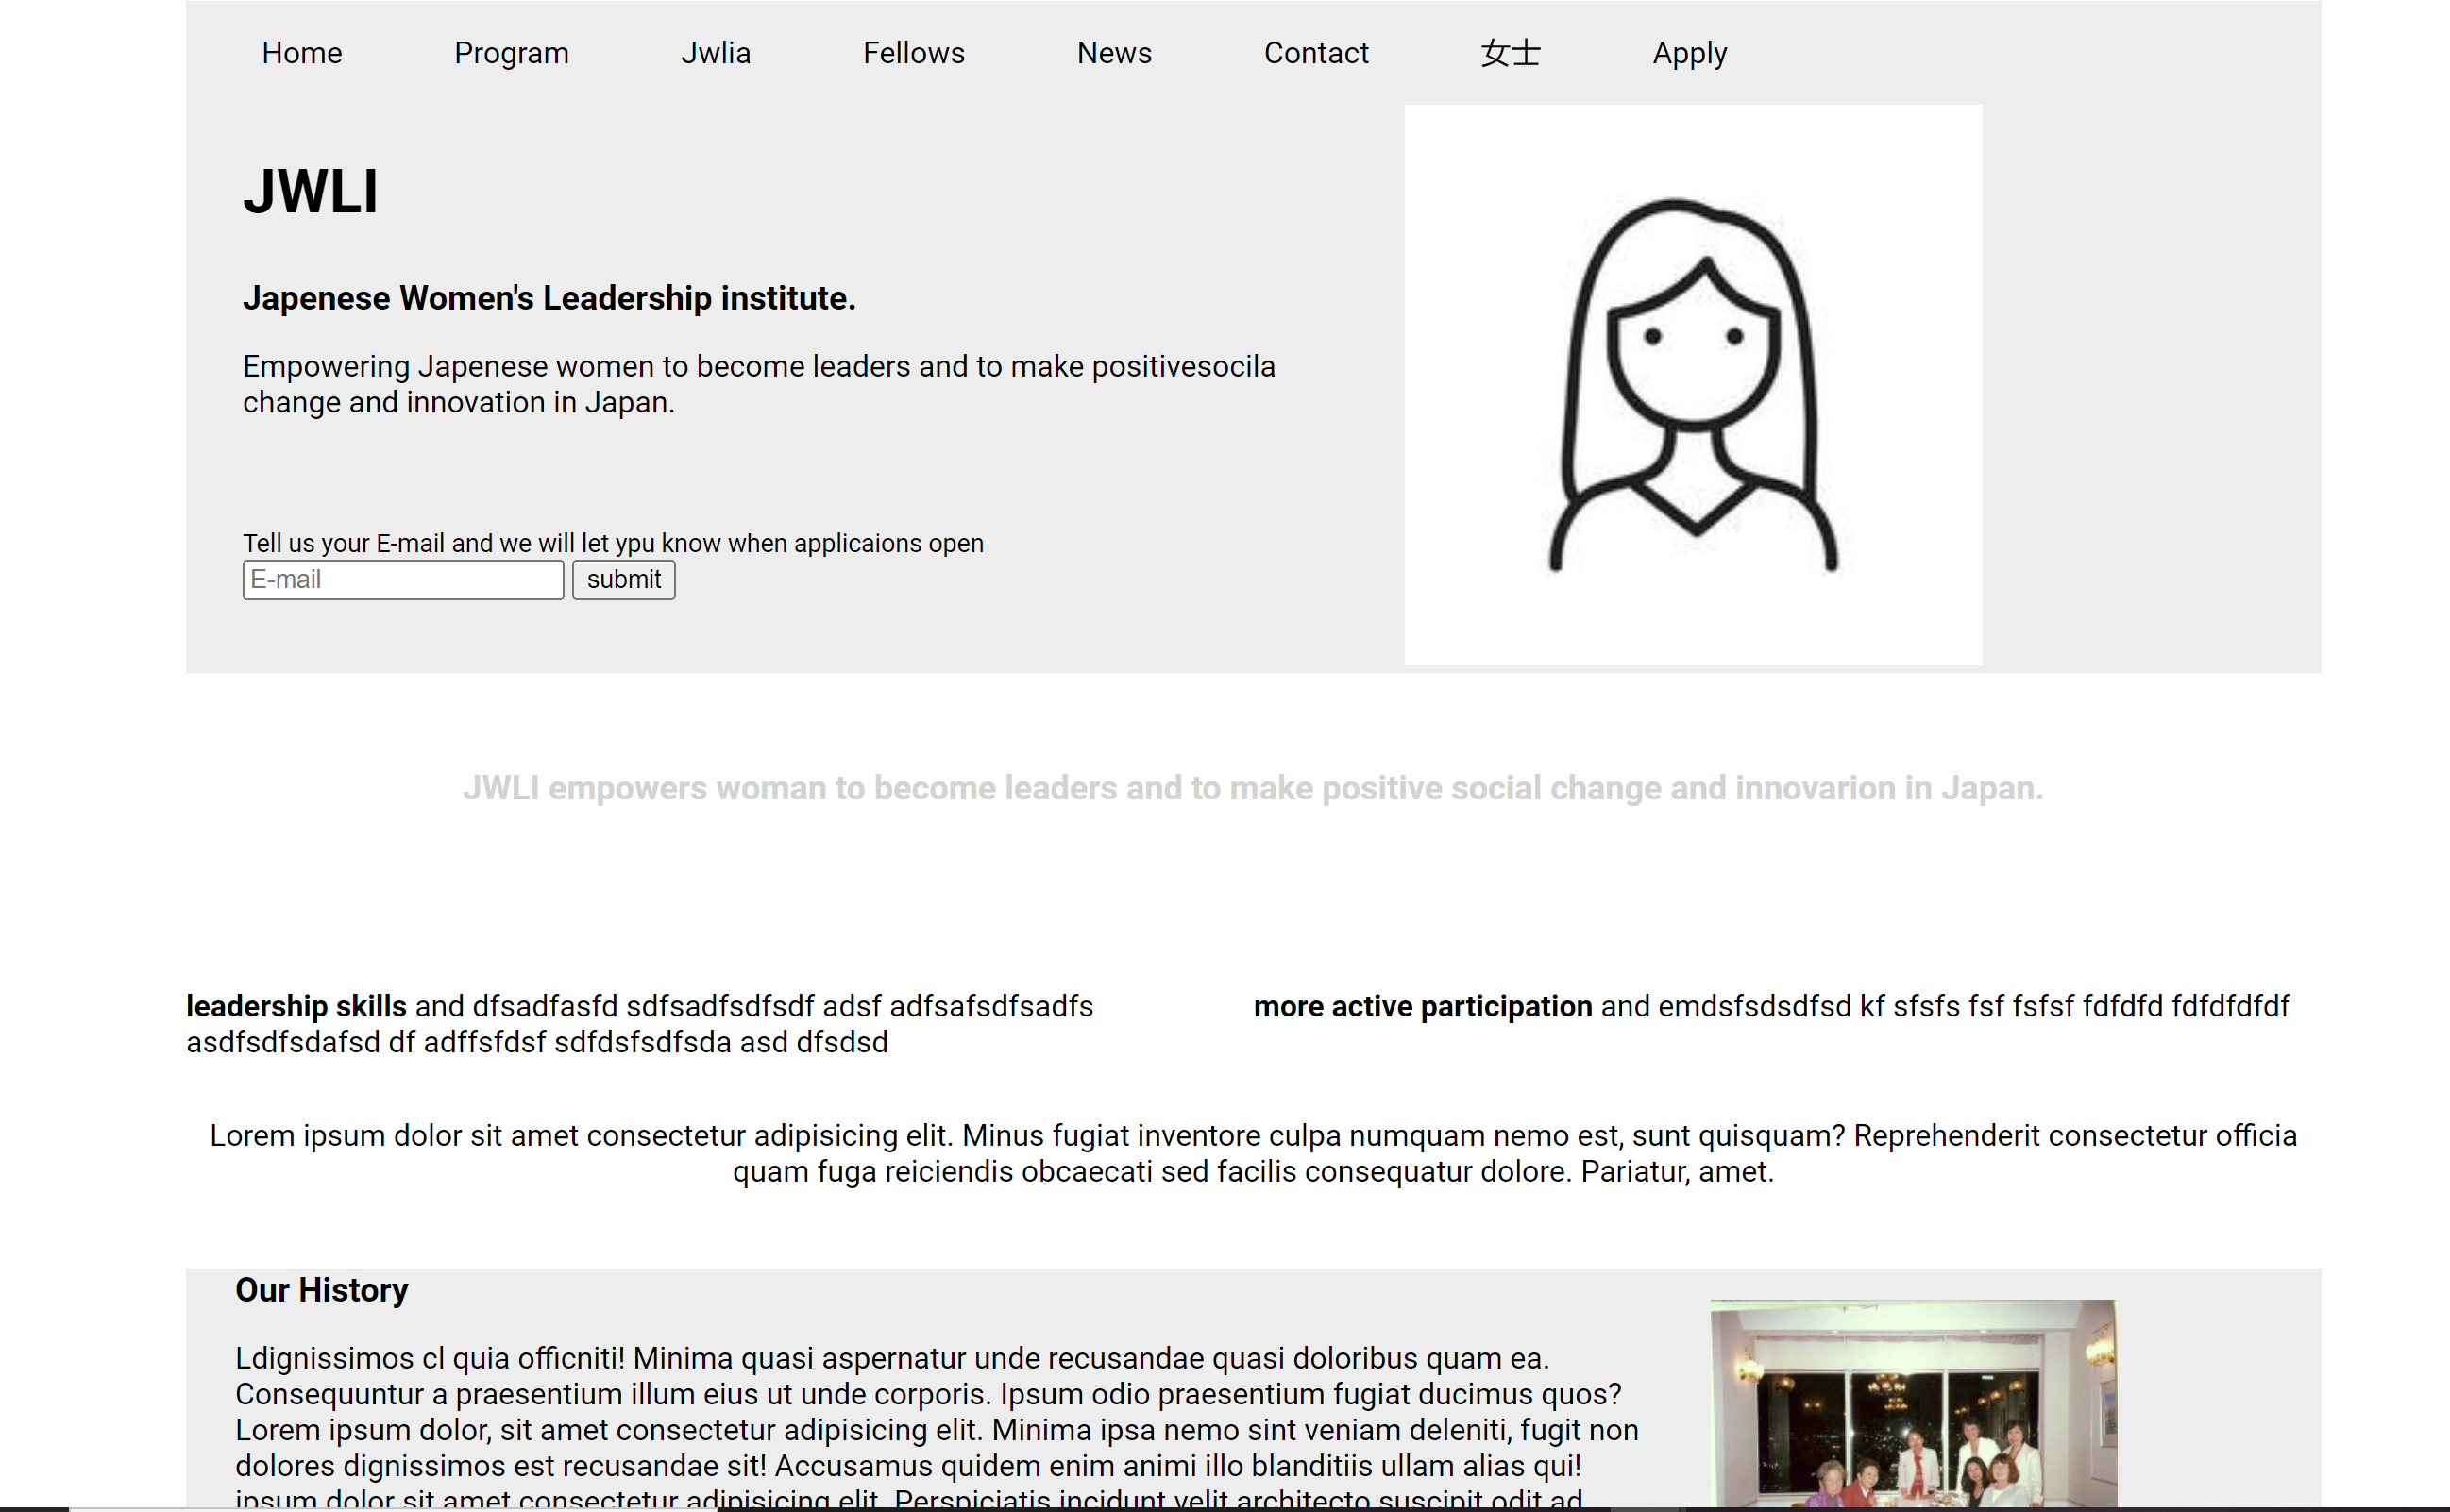 Home Program Jwlia Fellows News Contact 女士 Apply
JWLI
Japenese Women's Leadership institute.
Empowering Japenese women to become leaders and to make positivesocila
change and innovation in Japan.
Tell us your E-mail and we will let ypu know when applicaions open
E-mail submit
JWLI empowers woman to become leaders and to make positive social change and innovarion in Japan.
leadership skills and dfsadfasfd sdfsadfsdfsdf adsf adfsafsdfsadfs
asdfsdfsdafsd df adffsfdsf sdfdsfsdfsda asd dfsdsd
more active participation and emdsfsdsdfsd kf sfsfs fsf fsfsf fdfdfd fdfdfdfdf
Lorem ipsum dolor sit amet consectetur adipisicing elit. Minus fugiat inventore culpa numquam nemo est, sunt quisquam? Reprehenderit consectetur officia
quam fuga reiciendis obcaecati sed facilis consequatur dolore. Pariatur, amet.
Our History
Ldignissimos cl quia officniti! Minima quasi aspernatur unde recusandae quasi doloribus quam ea.
Consequuntur a praesentium illum eius ut unde corporis. Ipsum odio praesentium fugiat ducimus quos?
Lorem ipsum dolor, sit amet consectetur adipisicing elit. Minima ipsa nemo sint veniam deleniti, fugit non
dolores dignissimos est recusandae sit! Accusamus quidem enim animi illo blanditiis ullam alias qui!
ipsum dolor sit amet consectetur adipisicing elit. Perspiciatis incidunt velit architecto suscipit odit ad